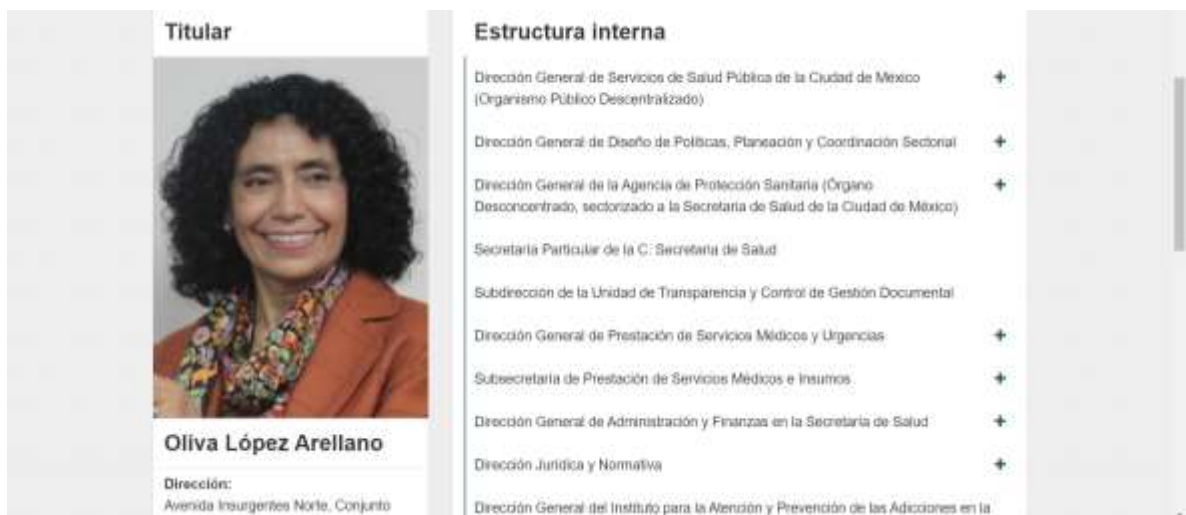 Titular
Oliva López Arellano
Dirección:
Avenida Insurgentes Norte, Conjunto
Estructura interna
Dirección General de Servicios de Salud Pública de la Ciudad de México
(Organismo Público Descentralizado)
Dirección General de Diseño de Políticas, Planeación y Coordinación Sectorial
Dirección General de la Agencia de Protección Sanitaria (Órgano
Desconcentrado, sectorizado a la Secretaría de Salud de la Ciudad de México)
Secretaría Particular de la C. Secretaria de Salud
Subdirección de la Unidad de Transparencia y Control de Gestión Documental
Dirección General de Prestación de Servicios Médicos y Urgencias
Subsecretaría de Prestación de Servicios Médicos e Insumos
Dirección General de Administración y Finanzas en la Secretaría de Salud
Dirección Jurídica y Normativa
Dirección General del Instituto para la Atención y Prevención de las Adicciones en la